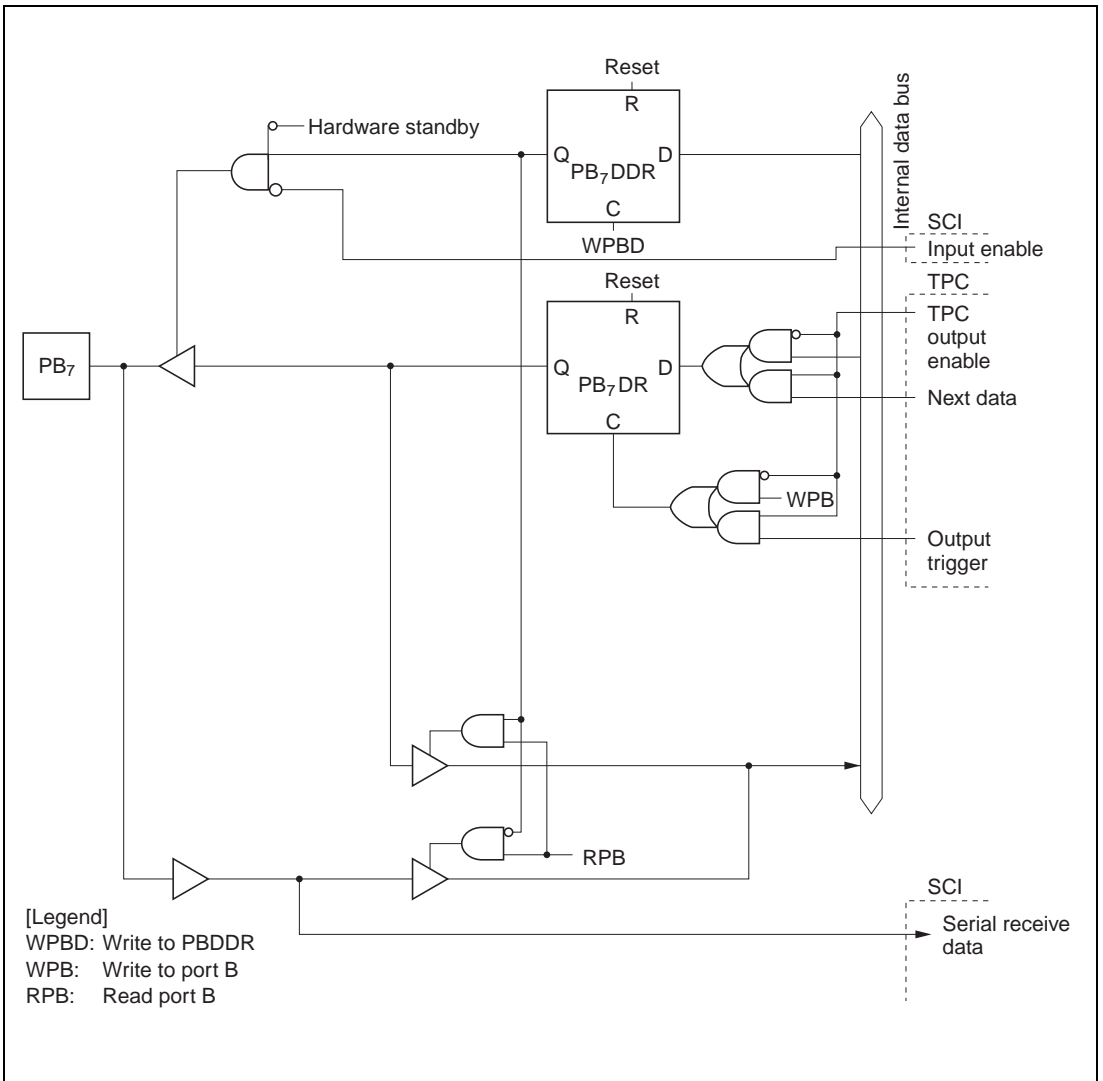 Reset
R
Hardware standby
Q
D
PB7DDR
C
WPBD
Internal data bus
SCI
Input enable
Reset
R
TPC
TPC
output
enable
PB7
Q
D
PB7DR
C
Next data
WPB
Output
trigger
RPB
SCI
Serial receive
data
[Legend]
WPBD: Write to PBDDR
WPB: Write to port B
RPB: Read port B